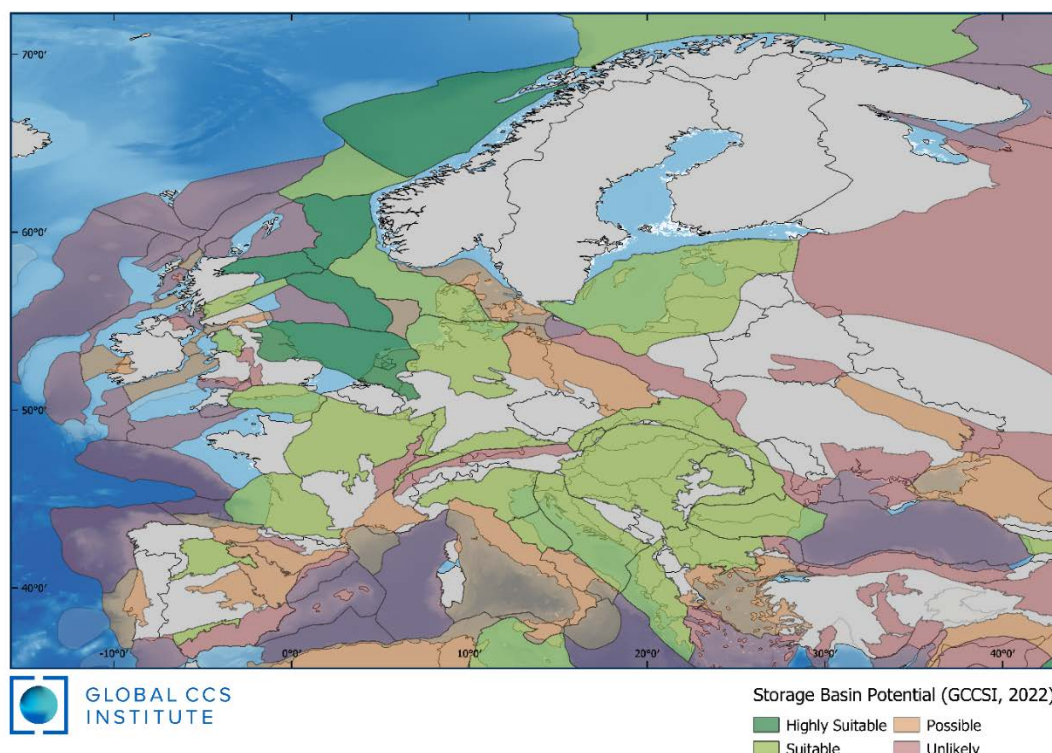 70°0'
60°0'
50°0'
40°0'
-10°0'
0°0'
10°0'
20°0'
30°0'
40°0'
GLOBAL CCS
INSTITUTE
Storage Basin Potential (GCCSI, 2022)
Highly Suitable
Possible
Suitable
Unlikely